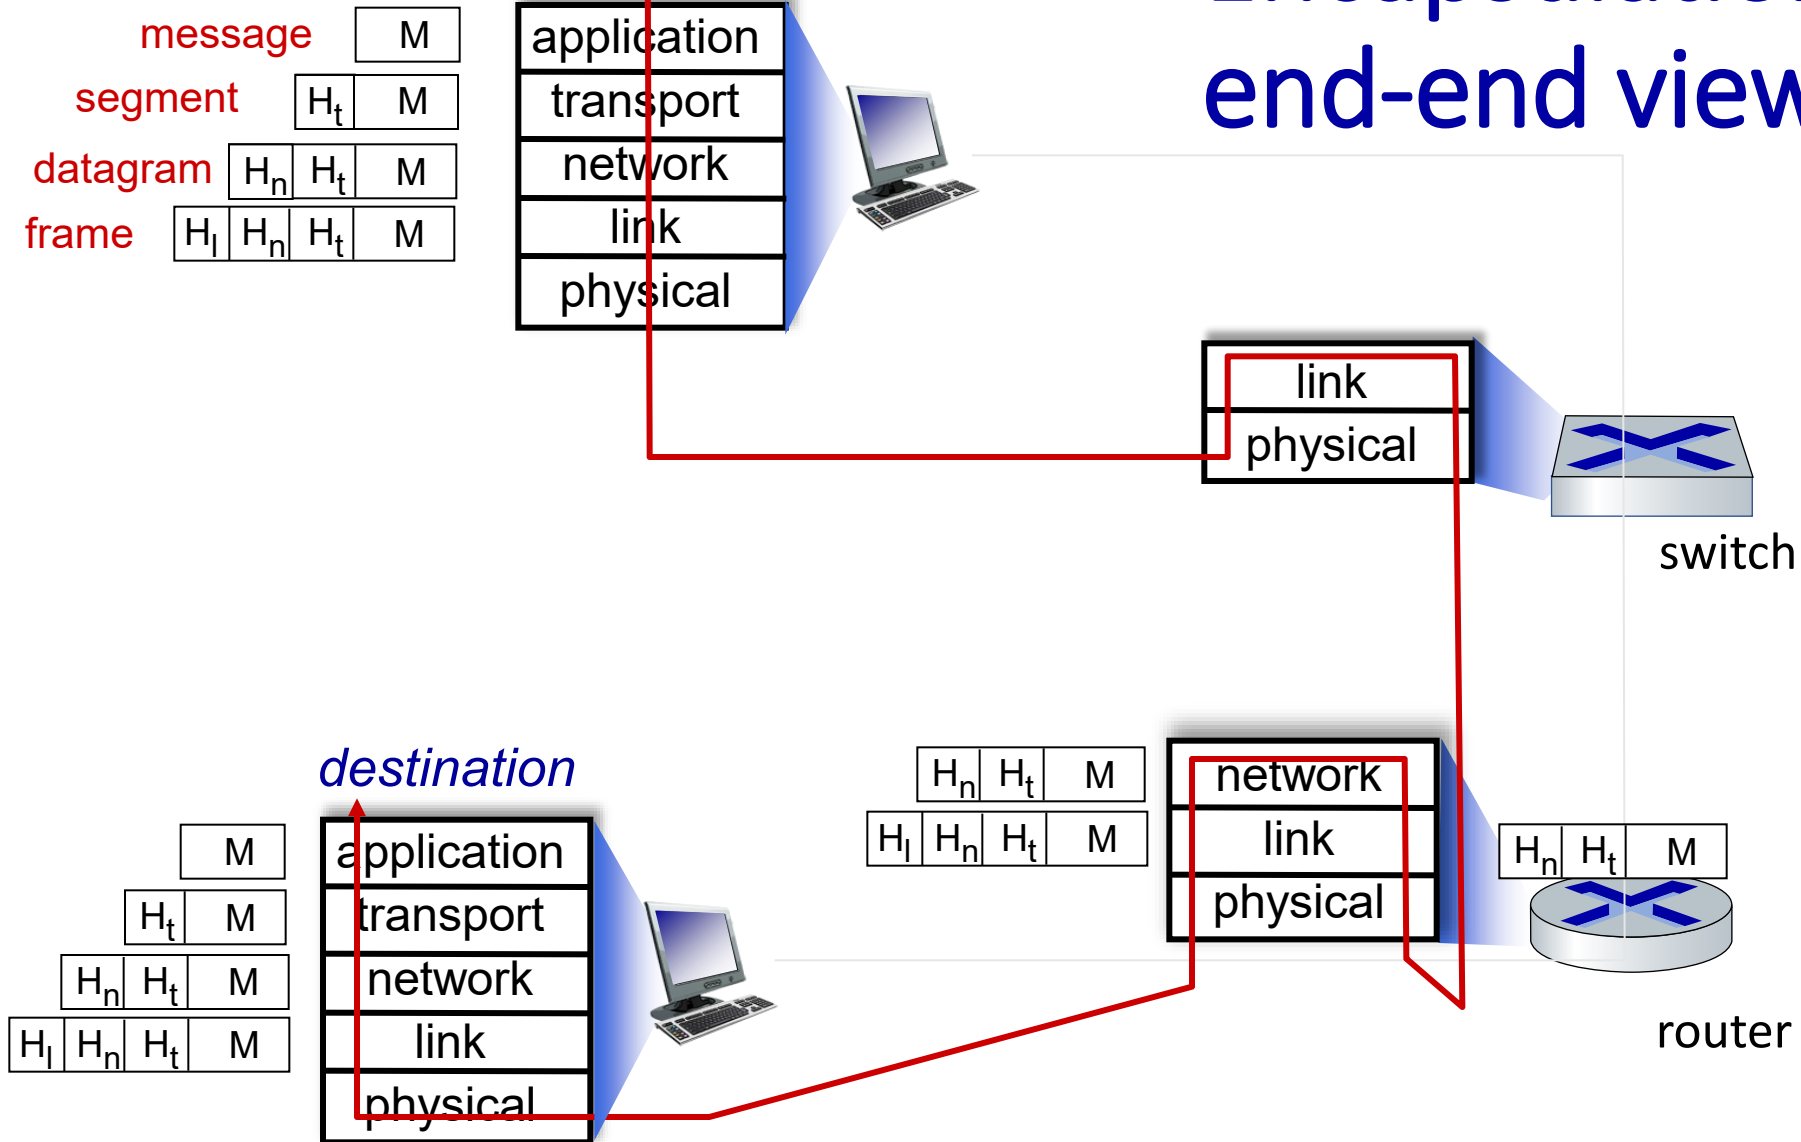 end-end view
message M
segment Hₜ M
datagram Hₙ Hₜ M
frame Hₗ Hₙ Hₜ M
application
transport
network
link
physical
link
physical
switch
Hₙ Hₜ M
Hₗ Hₙ Hₜ M
network
link
physical
Hₙ Hₜ M
router
destination
M
Hₜ M
Hₙ Hₜ M
Hₗ Hₙ Hₜ M
application
transport
network
link
physical